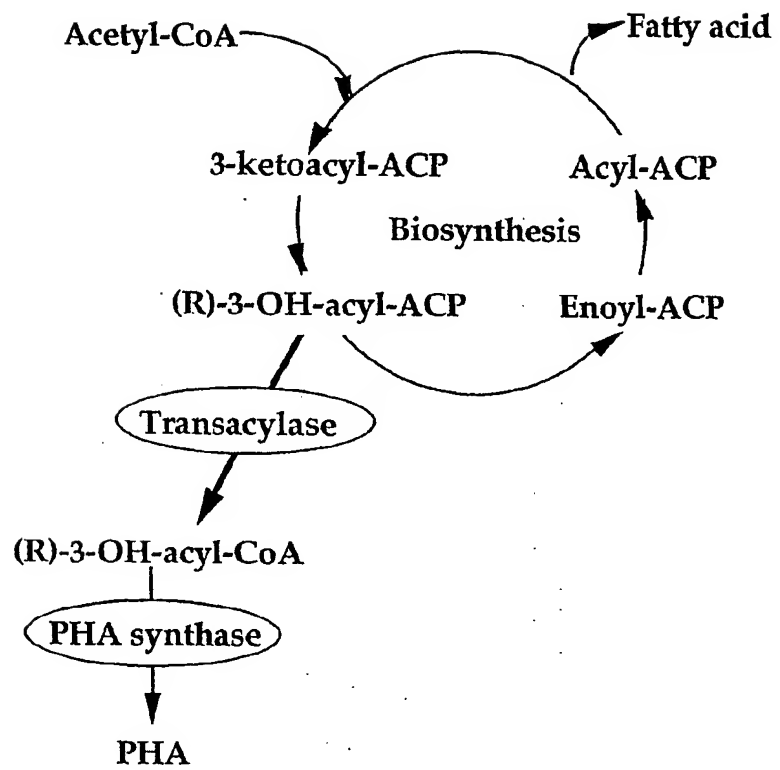 Acetyl-CoA
Fatty acid
3-ketoacyl-ACP
Acyl-ACP
Biosynthesis
(R)-3-OH-acyl-ACP
Enoyl-ACP
Transacylase
(R)-3-OH-acyl-CoA
PHA synthase
PHA